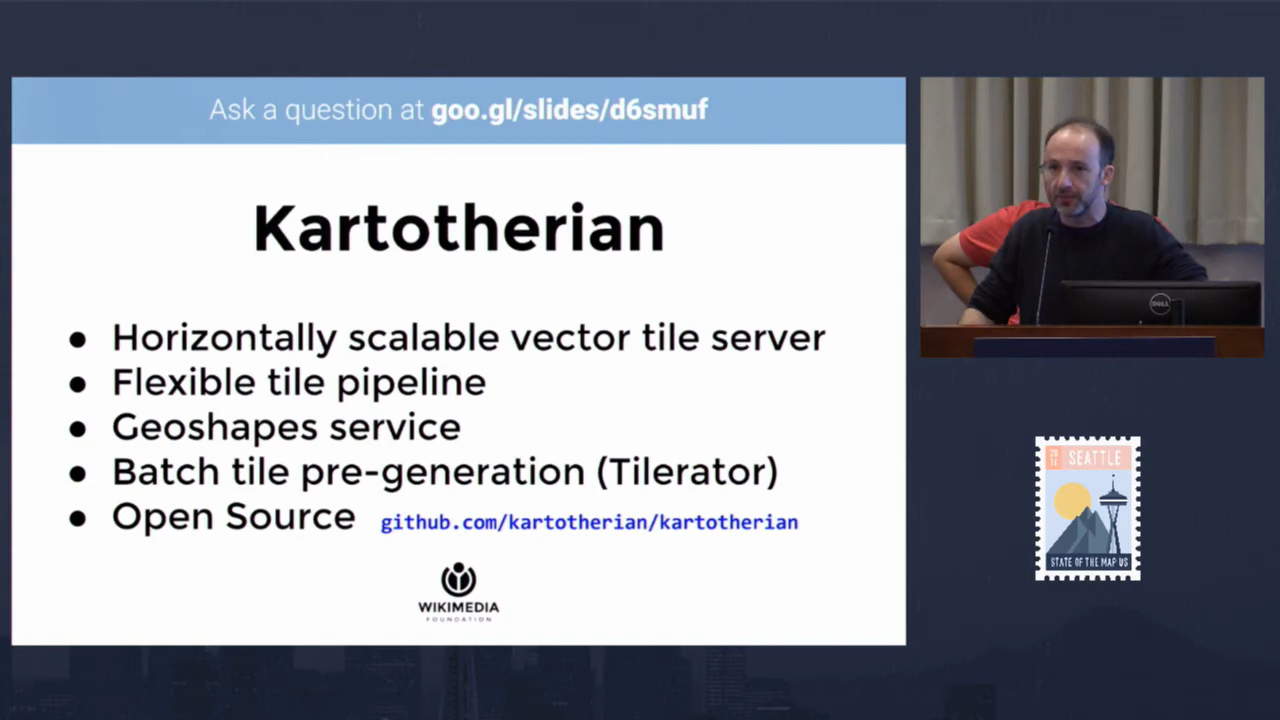 Ask a question at goo.gl/slides/d6smuf
Kartotherian
● Horizontally scalable vector tile server
● Flexible tile pipeline
● Geoshapes service
● Batch tile pre-generation (Tilerator)
● Open Source github.com/kartotherian/kartotherian
WIKIMEDIA
FOUNDATION
DELL
20
16
SEATTLE
STATE OF THE MAP US